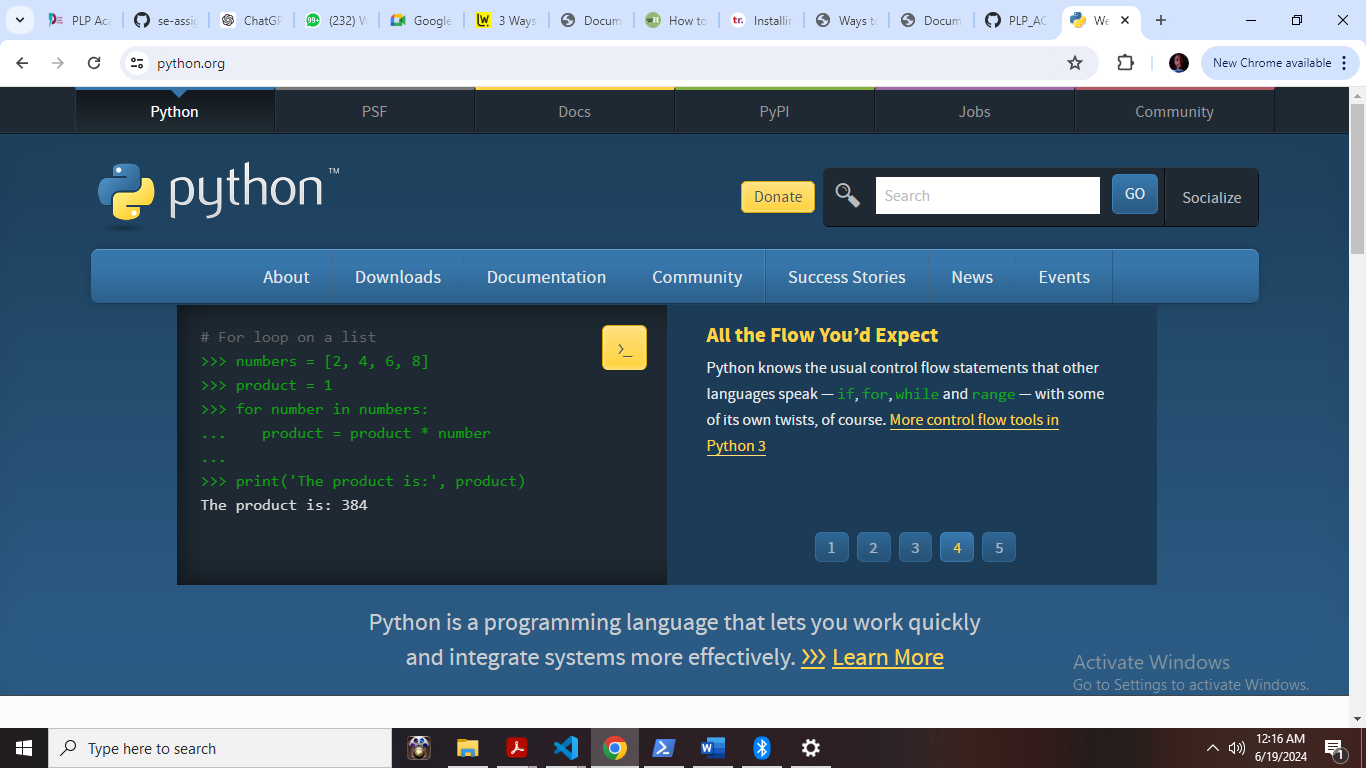 PLP Aca
se-assig
ChatGP
(232) W
Google
3 Ways
Docum
How to
Installin
Ways to
Docum
PLP_AC
We
python.org
New Chrome available
Python
PSF
Docs
PyPI
Jobs
Community
python™
Donate
Search
GO
Socialize
About
Downloads
Documentation
Community
Success Stories
News
Events
# For loop on a list
>>> numbers = [2, 4, 6, 8]
>>> product = 1
>>> for number in numbers:
...    product = product * number
...
>>> print('The product is:', product)
The product is: 384
>_
All the Flow You’d Expect
Python knows the usual control flow statements that other
languages speak — if, for, while and range — with some
of its own twists, of course. More control flow tools in
Python 3
1 2 3 4 5
Python is a programming language that lets you work quickly
and integrate systems more effectively. >>> Learn More
Activate Windows
Go to Settings to activate Windows.
Type here to search
12:16 AM
6/19/2024
1